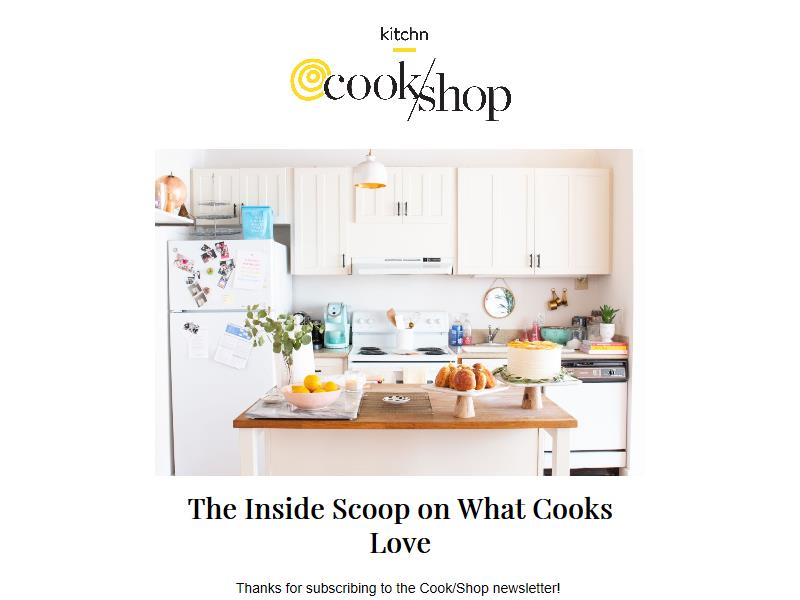 kitchn
cook/shop
The Inside Scoop on What Cooks
Love
Thanks for subscribing to the Cook/Shop newsletter!